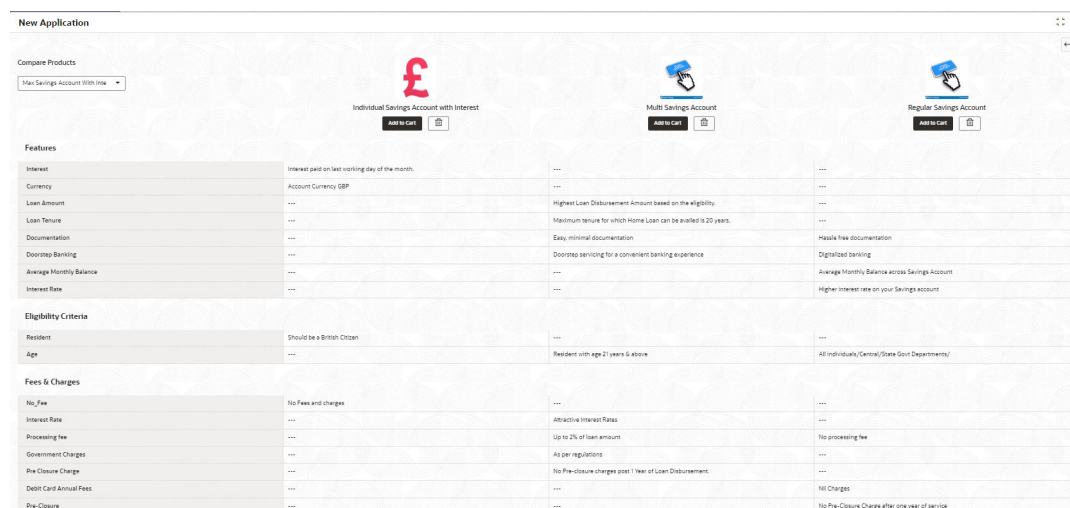 New Application
Compare Products
Max Savings Account With Inte
Individual Savings Account with Interest
Multi Savings Account
Regular Savings Account
Add to Cart Add to Cart Add to Cart
Features
Interest Interest paid on last working day of the month. --- ---
Currency Account Currency GBP --- ---
Loan Amount --- Highest Loan Disbursement Amount based on the eligibility. ---
Loan Tenure --- Maximum tenure for which Home Loan can be availed is 20 years. ---
Documentation --- Easy, minimal documentation Hassle free documentation
Doorstep Banking --- Doorstep servicing for a convenient banking experience Digitalized banking
Average Monthly Balance --- --- Average Monthly Balance across Savings Account
Interest Rate --- --- Higher interest rate on your Savings account
Eligibility Criteria
Resident Should be a British Citizen --- ---
Age --- Resident with age 21 years & above All Individuals/Central/State Govt Departments/
Fees & Charges
No_Fee No Fees and charges --- ---
Interest Rate --- Attractive Interest Rates ---
Processing fee --- Up to 2% of loan amount No processing fee
Government Charges --- As per regulations ---
Pre Closure Charge --- No Pre-closure charges post 1 Year of Loan Disbursement. ---
Debit Card Annual Fees --- --- Nil Charges
Pre-Closure --- --- No Pre-Closure Charge after one year of service